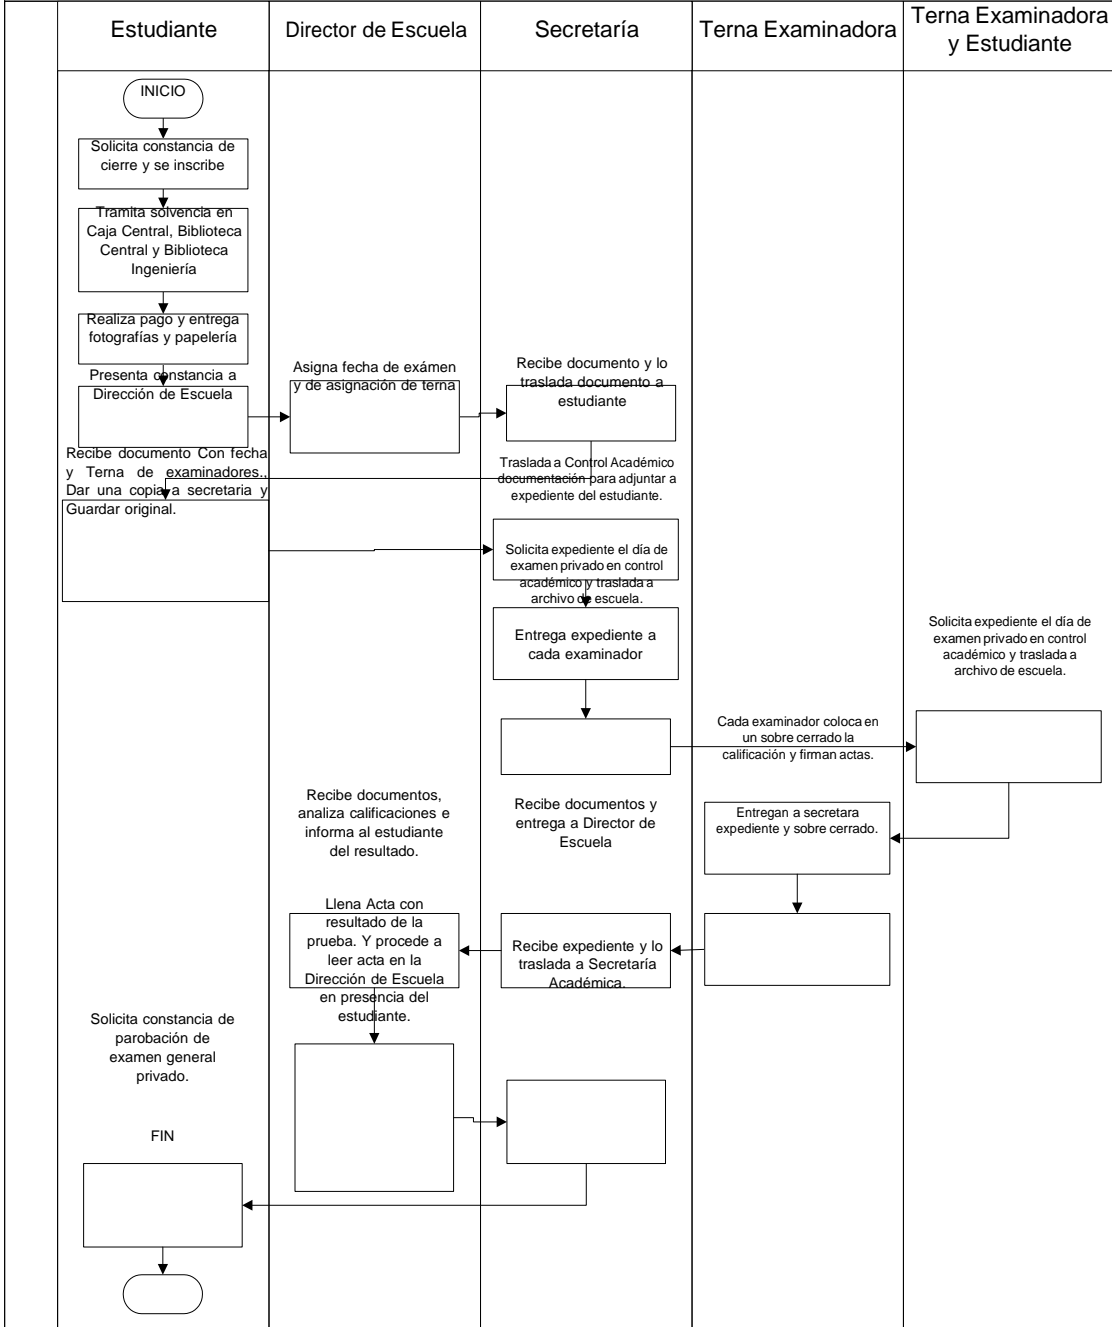 Estudiante
Director de Escuela
Secretaría
Terna Examinadora
Terna Examinadora
y Estudiante
INICIO
Solicita constancia de
cierre y se inscribe
Tramita solvencia en
Caja Central, Biblioteca
Central y Biblioteca
Ingeniería
Realiza pago y entrega
fotografías y papelería
Presenta constancia a
Dirección de Escuela
Asigna fecha de exámen
y de asignación de terna
Recibe documento y lo
traslada documento a
estudiante
Recibe documento Con fecha
y Terna de examinadores.,
Dar una copia a secretaria y
Guardar original.
Traslada a Control Académico
documentación para adjuntar a
expediente del estudiante.
Solicita expediente el día de
examen privado en control
académico y traslada a
archivo de escuela.
Entrega expediente a
cada examinador
Solicita expediente el día de
examen privado en control
académico y traslada a
archivo de escuela.
Cada examinador coloca en
un sobre cerrado la
calificación y firman actas.
Recibe documentos,
analiza calificaciones e
informa al estudiante
del resultado.
Recibe documentos y
entrega a Director de
Escuela
Entregan a secretara
expediente y sobre cerrado.
Llena Acta con
resultado de la
prueba. Y procede a
leer acta en la
Dirección de Escuela
en presencia del
estudiante.
Recibe expediente y lo
traslada a Secretaría
Académica.
Solicita constancia de
parobación de
examen general
privado.
FIN